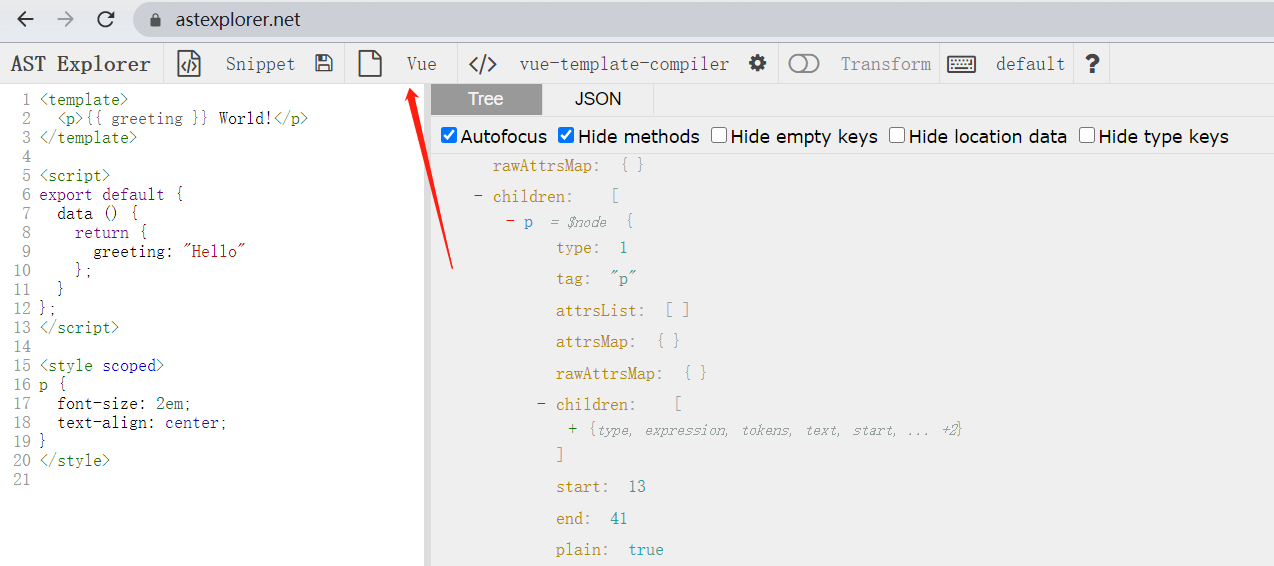 astexplorer.net
AST Explorer Snippet Vue </> vue-template-compiler Transform default ?
1 <template>
2 <p>{{ greeting }} World!</p>
3 </template>
4
5 <script>
6 export default {
7 data () {
8 return {
9 greeting: "Hello"
10 };
11 }
12 };
13 </script>
14
15 <style scoped>
16 p {
17 font-size: 2em;
18 text-align: center;
19 }
20 </style>
21
Tree JSON
Autofocus Hide methods Hide empty keys Hide location data Hide type keys
rawAttrsMap: { }
- children: [
- p = $node {
type: 1
tag: "p"
attrsList: [ ]
attrsMap: { }
rawAttrsMap: { }
- children: [
+ {type, expression, tokens, text, start, ... +2}
]
start: 13
end: 41
plain: true